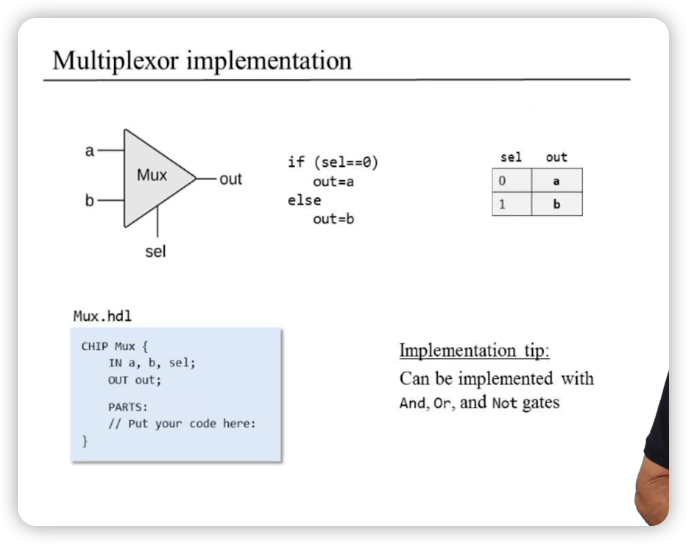 Multiplexor implementation
a
b
Mux
out
sel
if (sel==0)
out=a
else
out=b
sel out
0 a
1 b
Mux.hdl
CHIP Mux {
IN a, b, sel;
OUT out;
PARTS:
// Put your code here:
}
Implementation tip:
Can be implemented with
And, Or, and Not gates